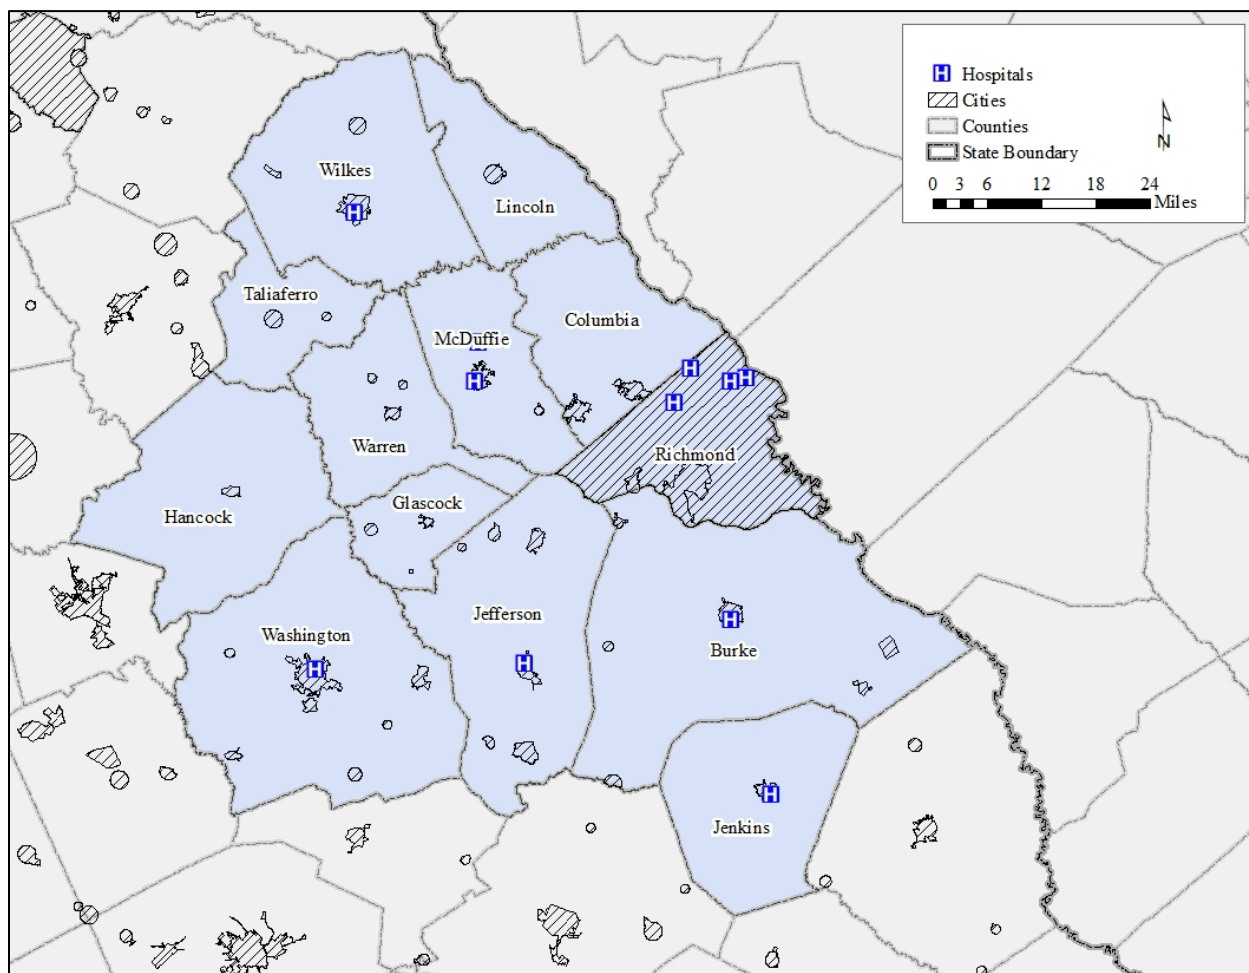 Hospitals
Cities
Counties
State Boundary
N
0 3 6 12 18 24
Miles
Wilkes
Lincoln
Taliaferro
Columbia
McDuffie
Warren
Richmond
Glascock
Hancock
Jefferson
Washington
Burke
Jenkins
H
H
H
H
H
H
H
H
H
H
H